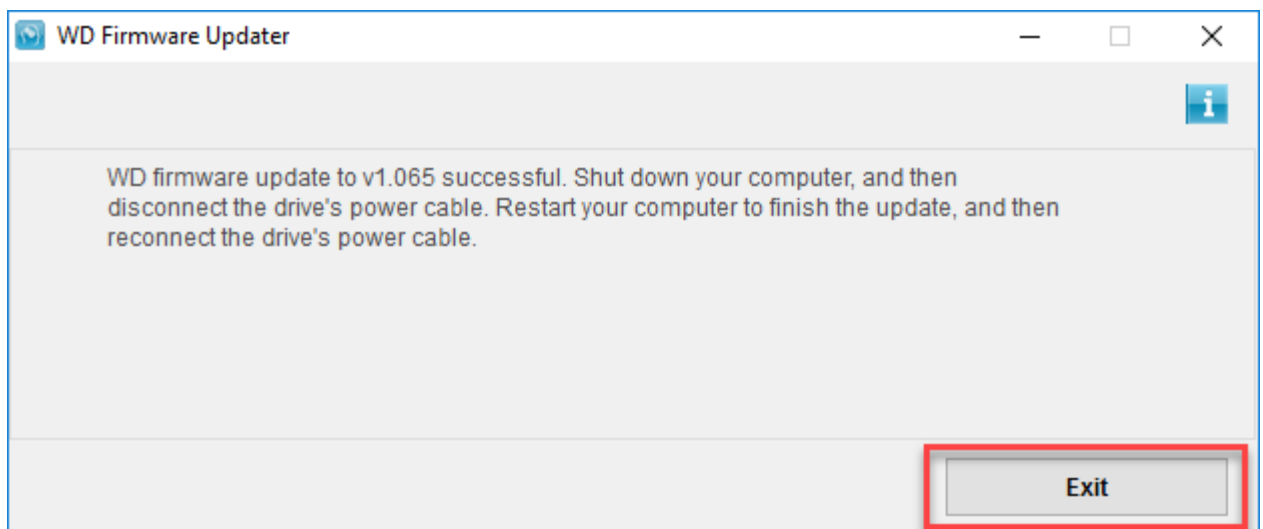 WD Firmware Updater
i
WD firmware update to v1.065 successful. Shut down your computer, and then
disconnect the drive's power cable. Restart your computer to finish the update, and then
reconnect the drive's power cable.
Exit